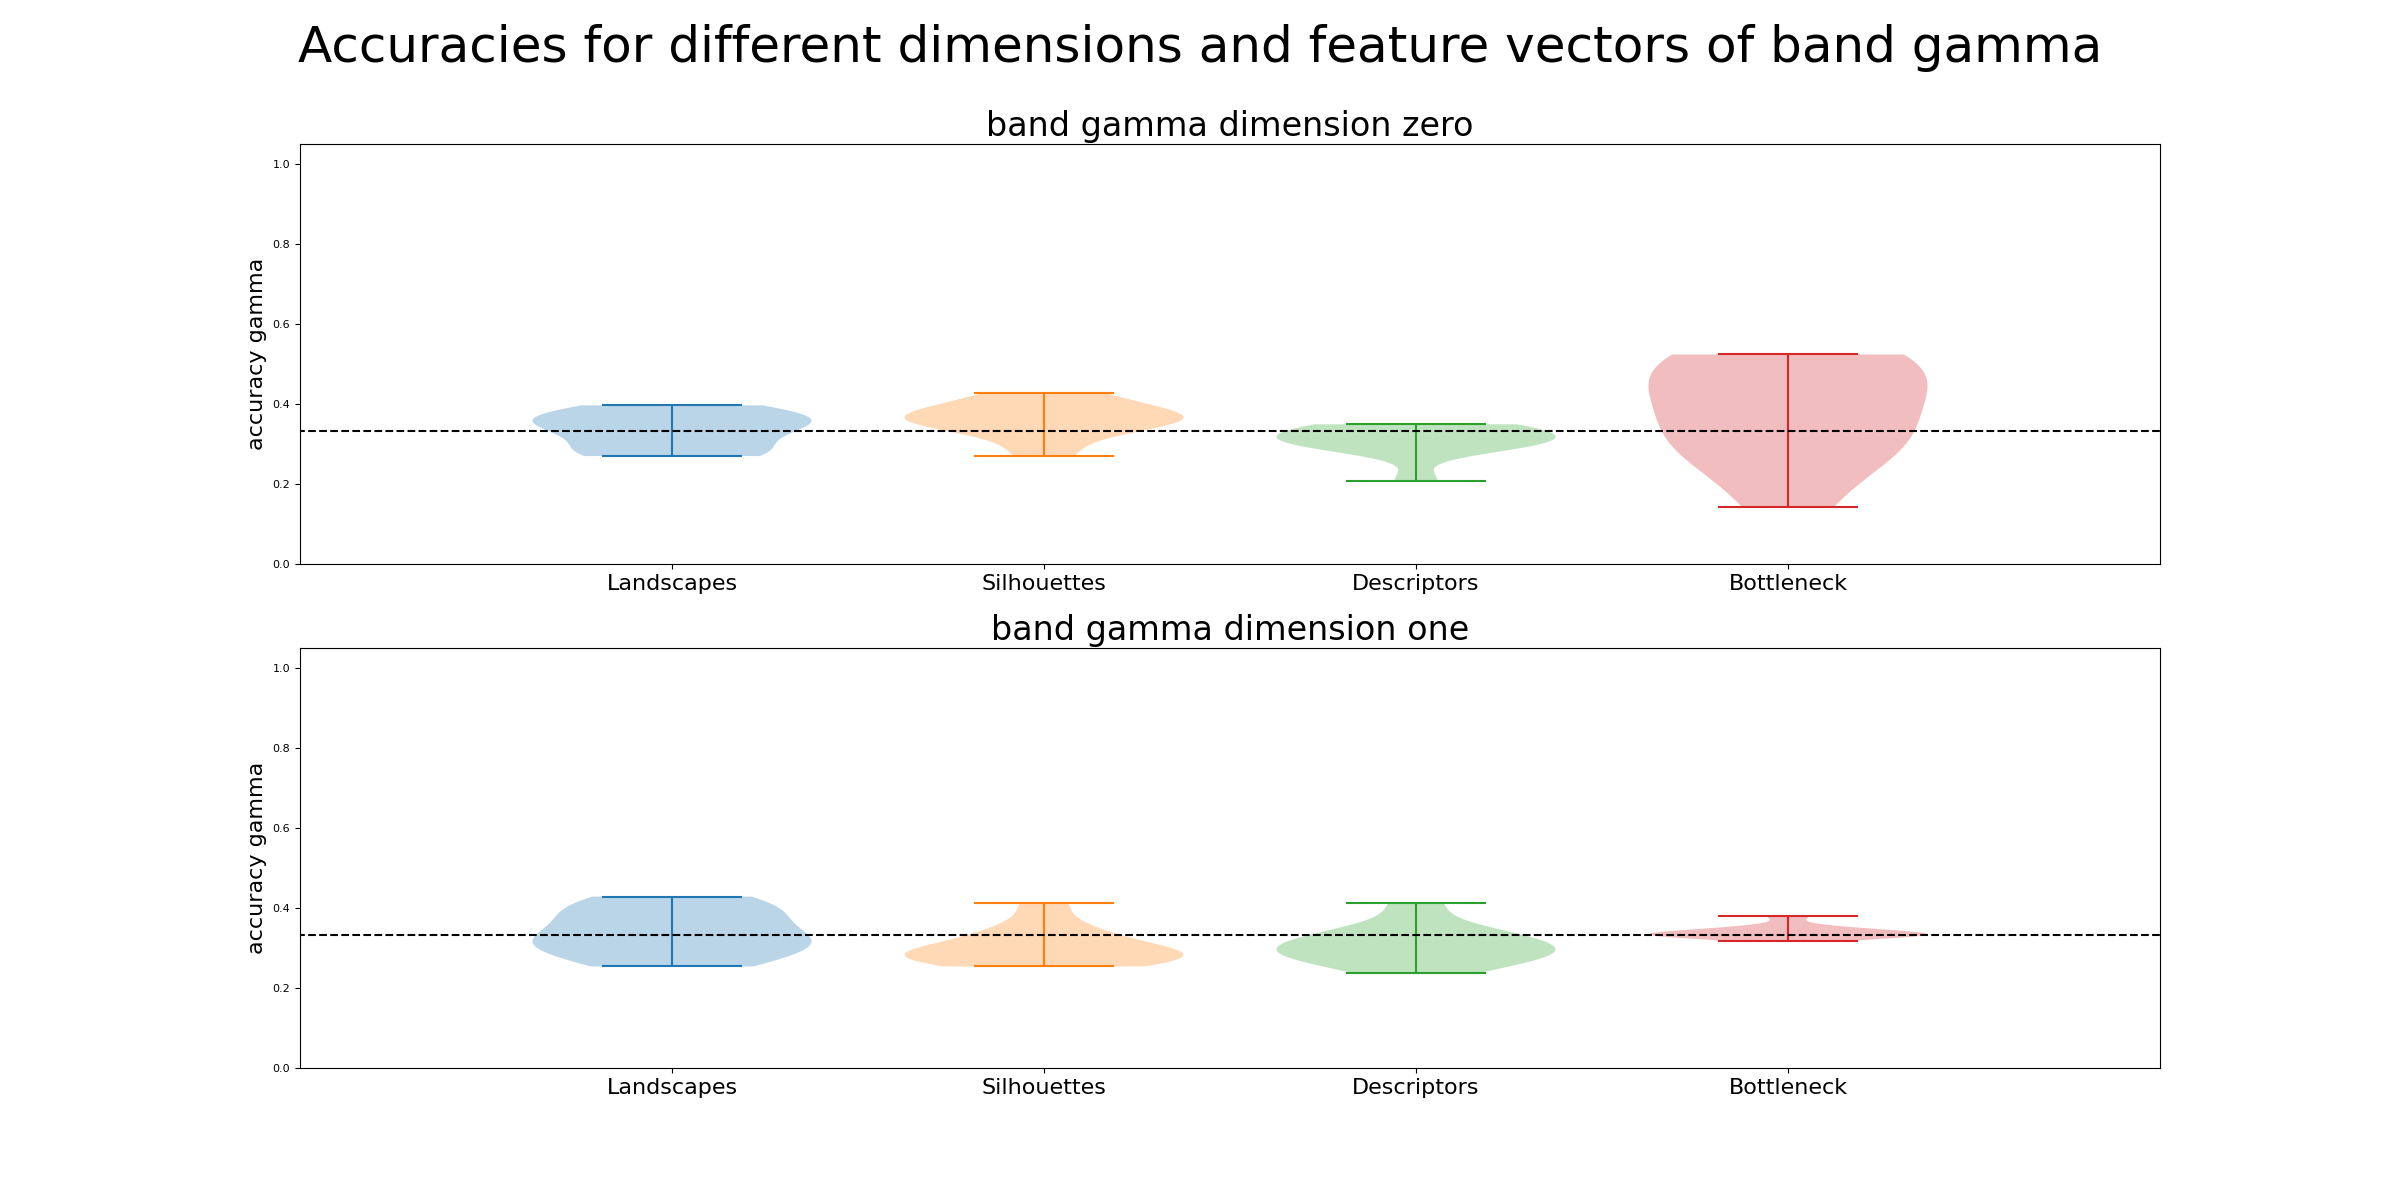 Accuracies for different dimensions and feature vectors of band gamma
band gamma dimension zero
accuracy gamma
1.0
0.8
0.6
0.4
0.2
0.0
Landscapes Silhouettes Descriptors Bottleneck
band gamma dimension one
accuracy gamma
1.0
0.8
0.6
0.4
0.2
0.0
Landscapes Silhouettes Descriptors Bottleneck